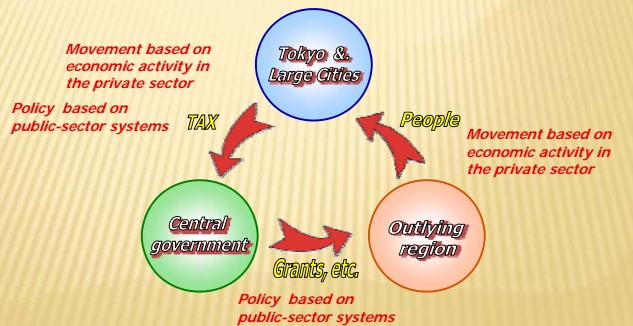 Movement based on
economic activity in
the private sector
Tokyo &.
Large Cities
Policy based on
public-sector systems
TAX
People
Movement based on
economic activity in
the private sector
Central
government
Outlying
region
Grants, etc.
Policy based on
public-sector systems